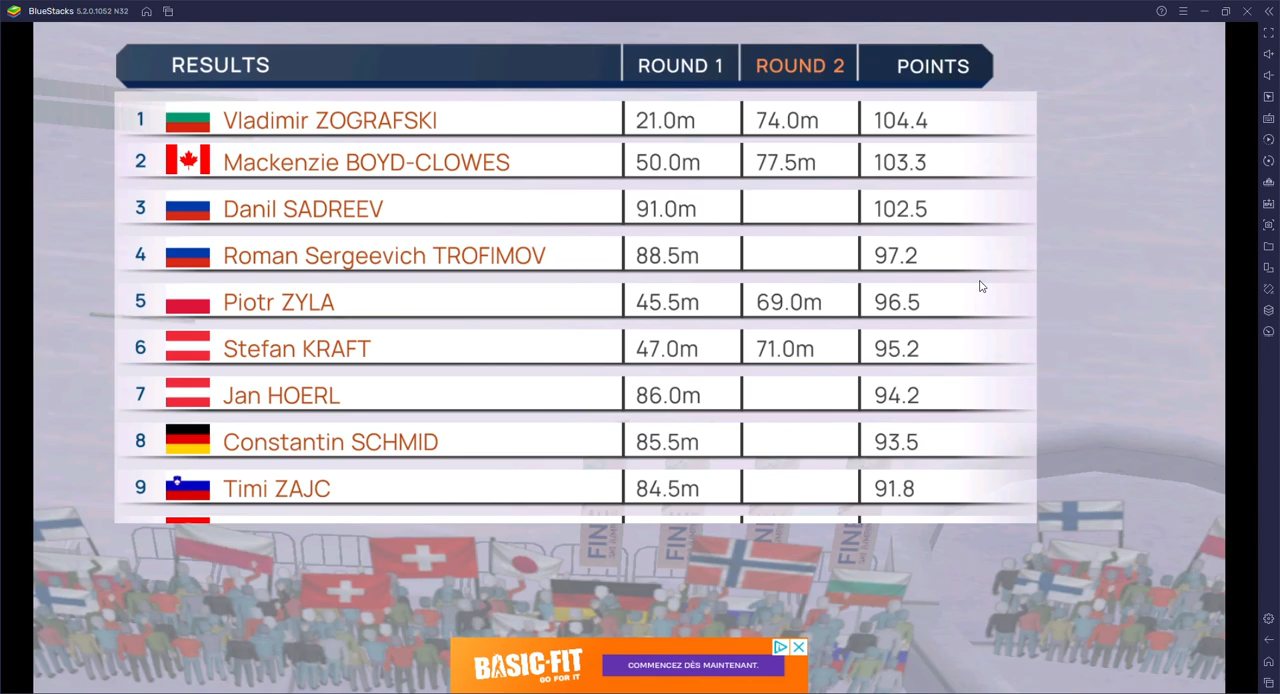 BlueStacks 5.2.0.1052 N32
RESULTS ROUND 1 ROUND 2 POINTS
1 Vladimir ZOGRAFSKI 21.0m 74.0m 104.4
2 Mackenzie BOYD-CLOWES 50.0m 77.5m 103.3
3 Danil SADREEV 91.0m 102.5
4 Roman Sergeevich TROFIMOV 88.5m 97.2
5 Piotr ZYLA 45.5m 69.0m 96.5
6 Stefan KRAFT 47.0m 71.0m 95.2
7 Jan HOERL 86.0m 94.2
8 Constantin SCHMID 85.5m 93.5
9 Timi ZAJC 84.5m 91.8
FINE
FINE
FINE
BASIC-FIT
GO FOR IT
COMMENCEZ DÈS MAINTENANT.